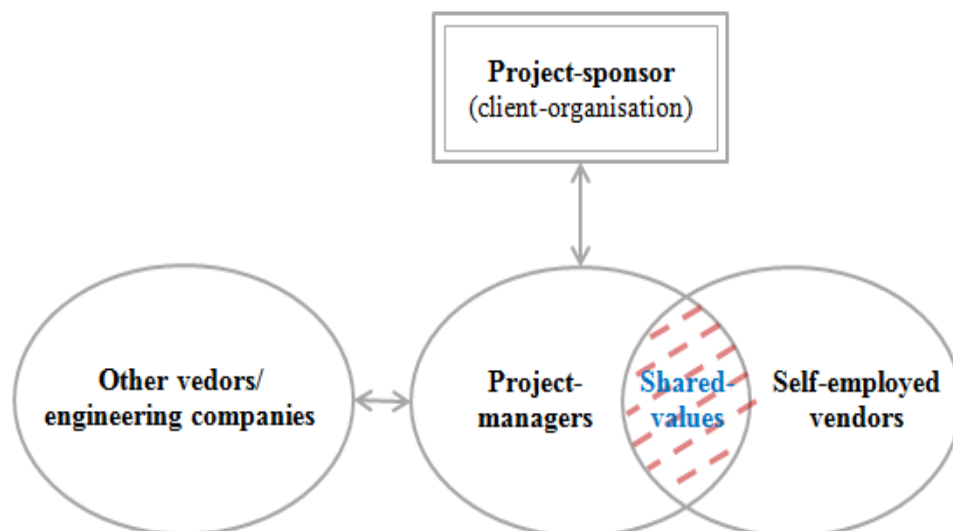 Project-sponsor
(client-organisation)
Other vedors/
engineering companies
Project-
managers
Shared-
values
Self-employed
vendors